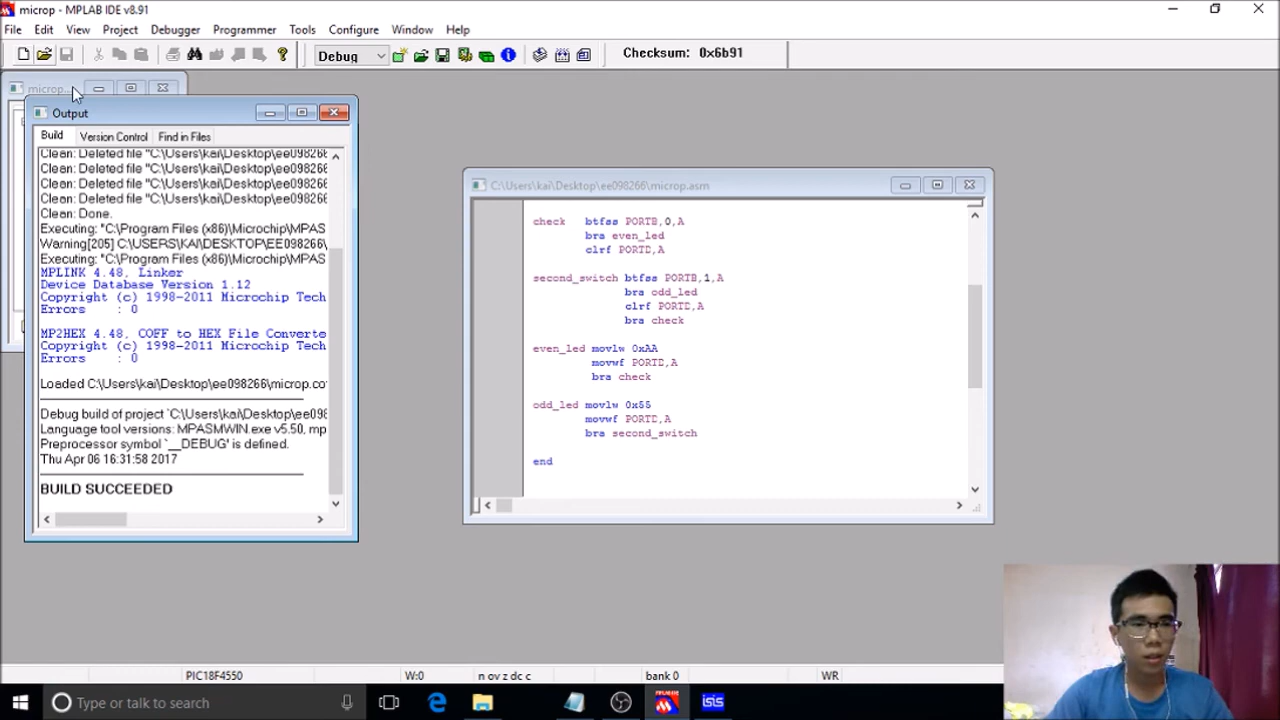 microp - MPLAB IDE v8.91
File Edit View Project Debugger Programmer Tools Configure Window Help
Debug Checksum: 0x6b91
microp...
Output
Build Version Control Find in Files
Clean: Deleted file "C:\Users\kai\Desktop\ee098266
Clean: Deleted file "C:\Users\kai\Desktop\ee098266
Clean: Deleted file "C:\Users\kai\Desktop\ee098266
Clean: Deleted file "C:\Users\kai\Desktop\ee098266
Clean: Done.
Executing: "C:\Program Files (x86)\Microchip\MPAS
Warning[205] C:\USERS\KAI\DESKTOP\EE098266\M
Executing: "C:\Program Files (x86)\Microchip\MPAS
MPLINK 4.48, Linker
Device Database Version 1.12
Copyright (c) 1998-2011 Microchip Tech
Errors : 0
MP2HEX 4.48, COFF to HEX File Converte
Copyright (c) 1998-2011 Microchip Tech
Errors : 0
Loaded C:\Users\kai\Desktop\ee098266\microp.co
Debug build of project `C:\Users\kai\Desktop\ee098
Language tool versions: MPASMWIN.exe v5.50, mp
Preprocessor symbol `__DEBUG' is defined.
Thu Apr 06 16:31:58 2017
BUILD SUCCEEDED
C:\Users\kai\Desktop\ee098266\microp.asm
check btfss PORTB,0,A
bra even_led
clrf PORTD,A
second_switch btfss PORTB,1,A
bra odd_led
clrf PORTD,A
bra check
even_led movlw 0xAA
movwf PORTD,A
bra check
odd_led movlw 0x55
movwf PORTD,A
bra second_switch
end
PIC18F4550 W:0 n ov z dc c bank 0 WR
Type or talk to search
isis